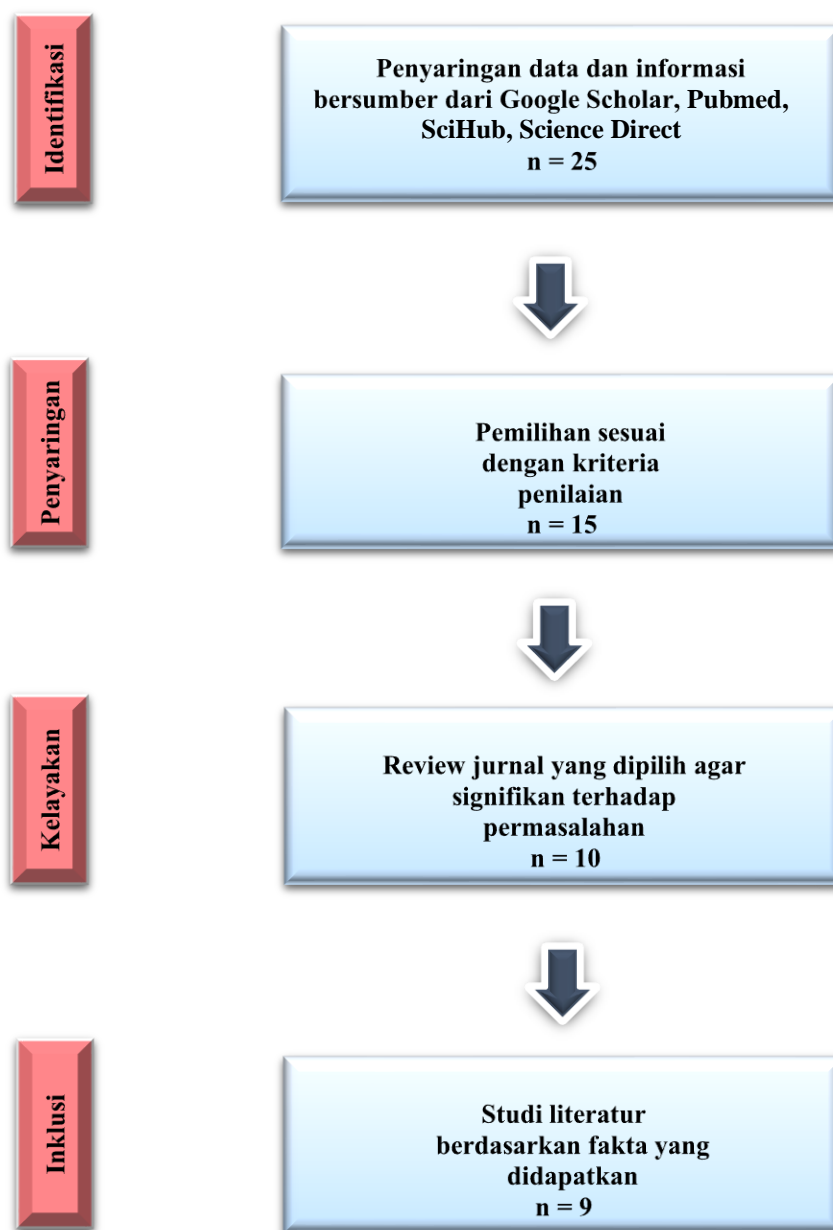 Identifikasi
Penyaringan data dan informasi
bersumber dari Google Scholar, Pubmed,
SciHub, Science Direct
n = 25
Penyaringan
Pemilihan sesuai
dengan kriteria
penilaian
n = 15
Kelayakan
Review jurnal yang dipilih agar
signifikan terhadap
permasalahan
n = 10
Inklusi
Studi literatur
berdasarkan fakta yang
didapatkan
n = 9